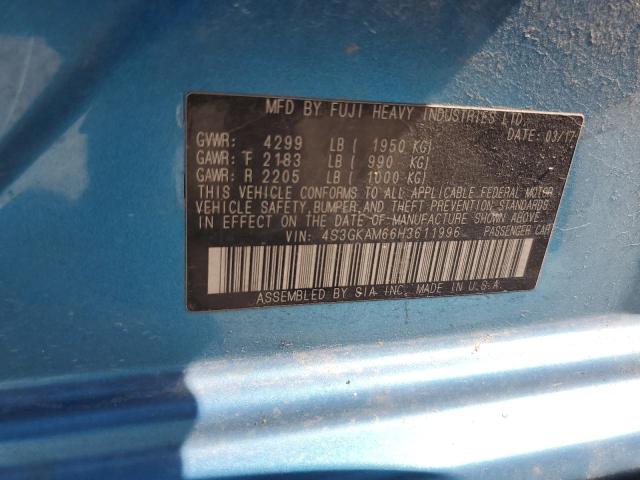 MFD BY FUJI HEAVY INDUSTRIES LTD.
DATE: 03/17
GVWR: 4299 LB ( 1950 KG)
GAWR: F 2183 LB ( 990 KG)
GAWR: R 2205 LB ( 1000 KG)
THIS VEHICLE CONFORMS TO ALL APPLICABLE FEDERAL MOTOR
VEHICLE SAFETY, BUMPER, AND THEFT PREVENTION STANDARDS
IN EFFECT ON THE DATE OF MANUFACTURE SHOWN ABOVE.
VIN: 4S3GKAM66H3611996 PASSENGER CAR
ASSEMBLED BY SIA INC. MADE IN U.S.A.